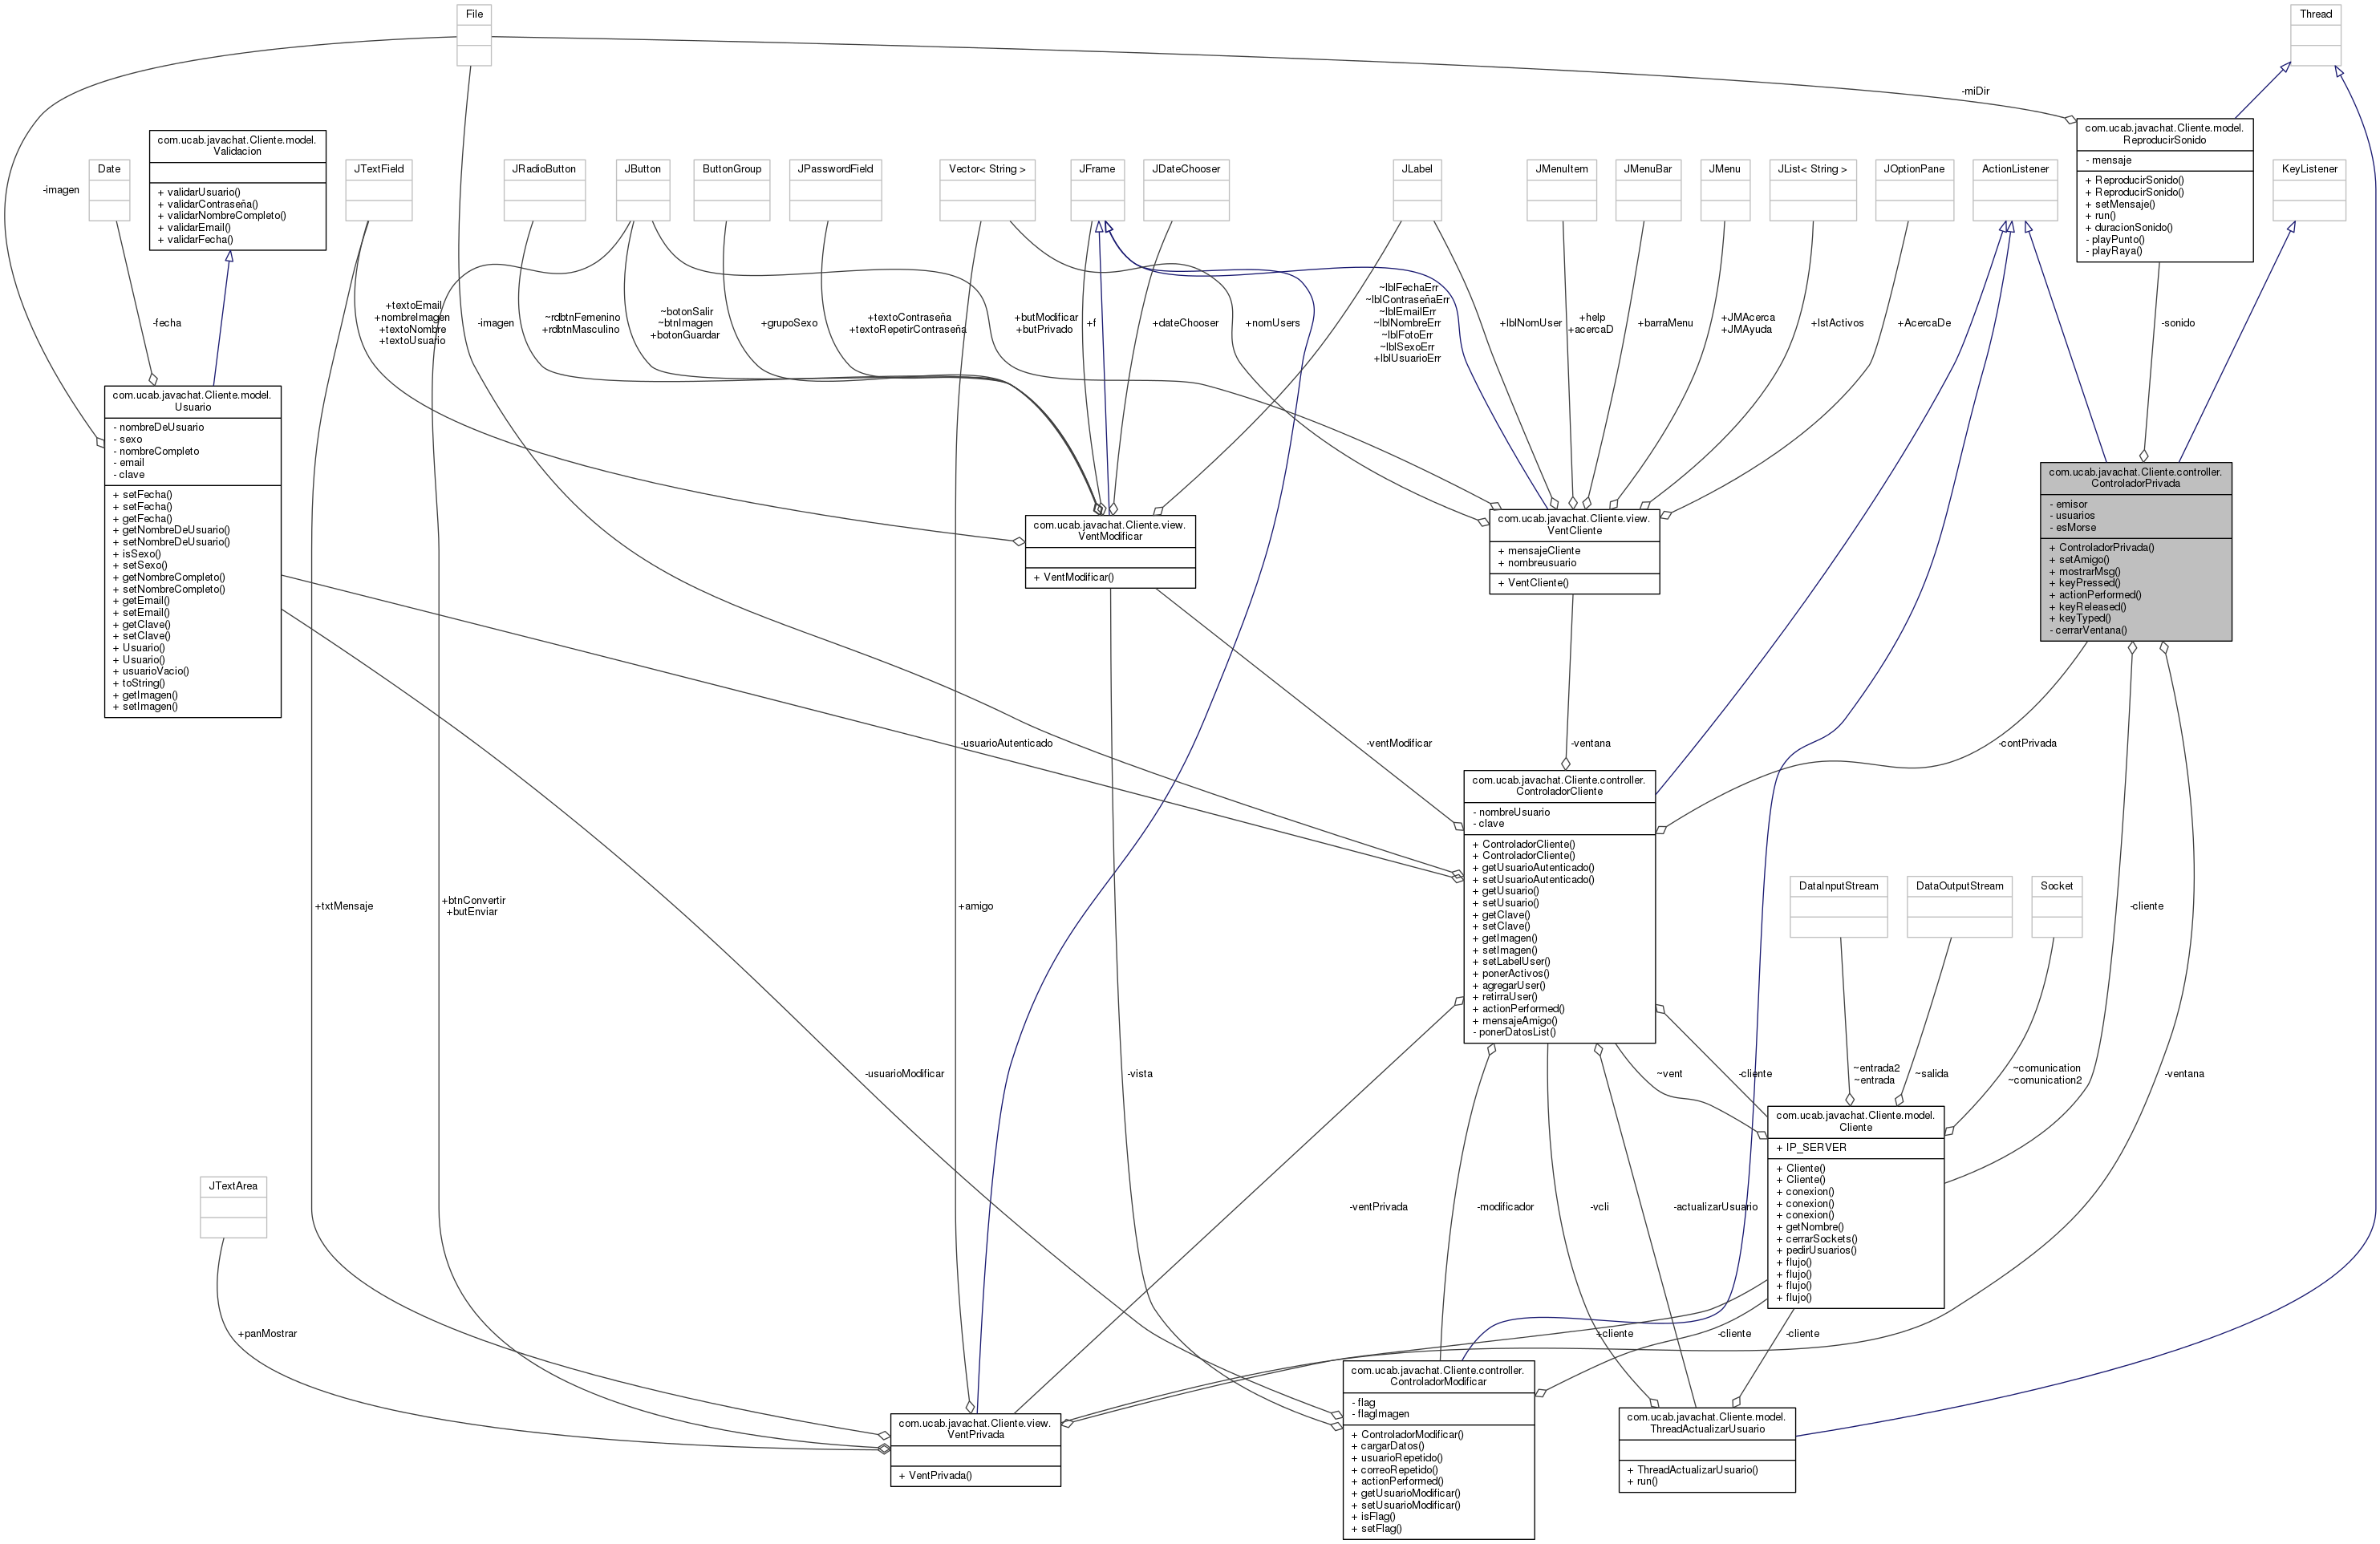 File
Thread
-miDir
com.ucab.javachat.Cliente.model.
ReproducirSonido
- mensaje
+ ReproducirSonido()
+ ReproducirSonido()
+ setMensaje()
+ run()
+ duracionSonido()
- playPunto()
- playRaya()
com.ucab.javachat.Cliente.model.
Validacion
+ validarUsuario()
+ validarContraseña()
+ validarNombreCompleto()
+ validarEmail()
+ validarFecha()
Date
JTextField
JRadioButton
JButton
ButtonGroup
JPasswordField
Vector< String >
JFrame
JDateChooser
JLabel
JMenuItem
JMenuBar
JMenu
JList< String >
JOptionPane
ActionListener
KeyListener
-imagen
-fecha
+textoEmail
+nombreImagen
+textoNombre
+textoUsuario
-imagen
~rdbtnFemenino
+rdbtnMasculino
~botonSalir
~btnImagen
+botonGuardar
+grupoSexo
+textoContraseña
+textoRepetirContraseña
+butModificar
+butPrivado
+f
+dateChooser
+nomUsers
~lblFechaErr
~lblContraseñaErr
~lblEmailErr
~lblNombreErr
~lblFotoErr
~lblSexoErr
+lblUsuarioErr
+lblNomUser
+help
+acercaD
+barraMenu
+JMAcerca
+JMAyuda
+lstActivos
+AcercaDe
-sonido
com.ucab.javachat.Cliente.model.
Usuario
- nombreDeUsuario
- sexo
- nombreCompleto
- email
- clave
+ setFecha()
+ setFecha()
+ getFecha()
+ getNombreDeUsuario()
+ setNombreDeUsuario()
+ isSexo()
+ setSexo()
+ getNombreCompleto()
+ setNombreCompleto()
+ getEmail()
+ setEmail()
+ getClave()
+ setClave()
+ Usuario()
+ Usuario()
+ usuarioVacio()
+ toString()
+ getImagen()
+ setImagen()
com.ucab.javachat.Cliente.view.
VentModificar
+ VentModificar()
com.ucab.javachat.Cliente.view.
VentCliente
+ mensajeCliente
+ nombreusuario
+ VentCliente()
com.ucab.javachat.Cliente.controller.
ControladorPrivada
- emisor
- usuarios
- esMorse
+ ControladorPrivada()
+ setAmigo()
+ mostrarMsg()
+ keyPressed()
+ actionPerformed()
+ keyReleased()
+ keyTyped()
- cerrarVentana()
-usuarioAutenticado
-ventModificar
-ventana
-contPrivada
com.ucab.javachat.Cliente.controller.
ControladorCliente
- nombreUsuario
- clave
+ ControladorCliente()
+ ControladorCliente()
+ getUsuarioAutenticado()
+ setUsuarioAutenticado()
+ getUsuario()
+ setUsuario()
+ getClave()
+ setClave()
+ getImagen()
+ setImagen()
+ setLabelUser()
+ ponerActivos()
+ agregarUser()
+ retirraUser()
+ actionPerformed()
+ mensajeAmigo()
- ponerDatosList()
DataInputStream
DataOutputStream
Socket
+txtMensaje
+btnConvertir
+butEnviar
+amigo
-cliente
-usuarioModificar
-vista
~vent
-cliente
~entrada2
~entrada
~salida
~comunication
~comunication2
-ventana
com.ucab.javachat.Cliente.model.
Cliente
+ IP_SERVER
+ Cliente()
+ Cliente()
+ conexion()
+ conexion()
+ conexion()
+ getNombre()
+ cerrarSockets()
+ pedirUsuarios()
+ flujo()
+ flujo()
+ flujo()
+ flujo()
JTextArea
-ventPrivada
-modificador
-vcli
-actualizarUsuario
+panMostrar
+cliente
-cliente
-cliente
com.ucab.javachat.Cliente.view.
VentPrivada
+ VentPrivada()
com.ucab.javachat.Cliente.controller.
ControladorModificar
- flag
- flagImagen
+ ControladorModificar()
+ cargarDatos()
+ usuarioRepetido()
+ correoRepetido()
+ actionPerformed()
+ getUsuarioModificar()
+ setUsuarioModificar()
+ isFlag()
+ setFlag()
com.ucab.javachat.Cliente.model.
ThreadActualizarUsuario
+ ThreadActualizarUsuario()
+ run()